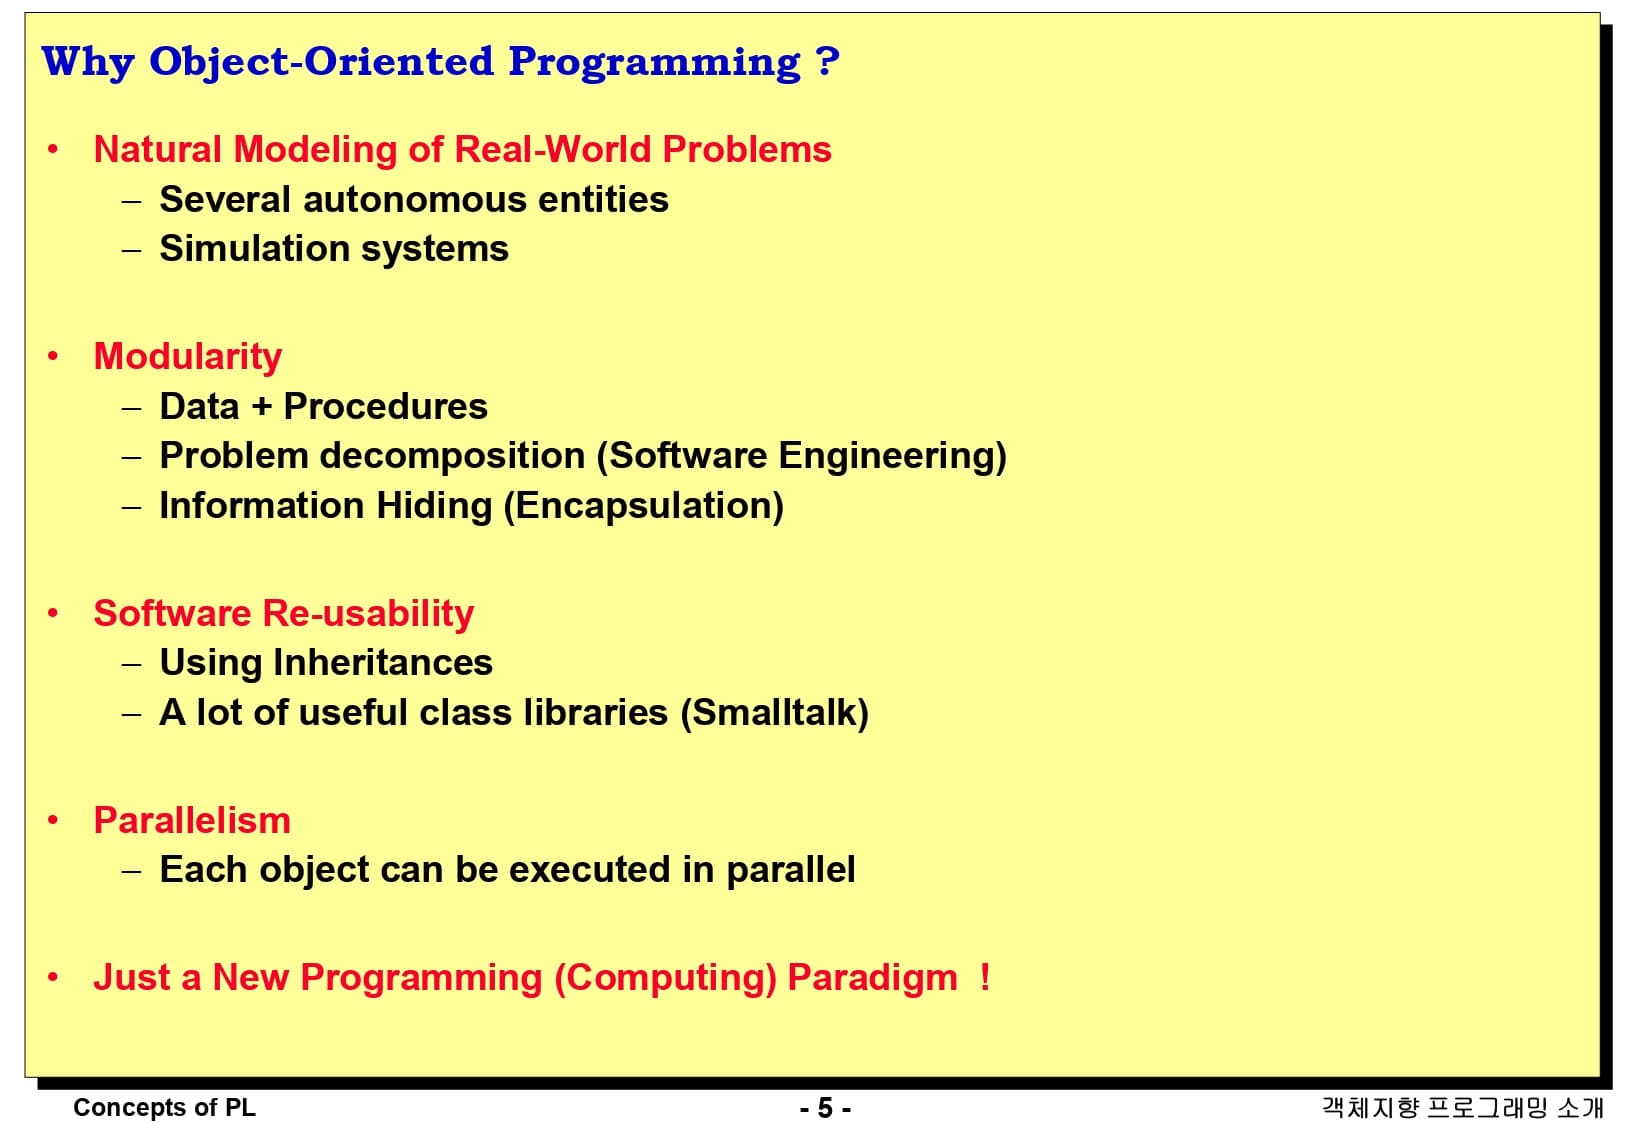 Why Object-Oriented Programming ?
• Natural Modeling of Real-World Problems
– Several autonomous entities
– Simulation systems
• Modularity
– Data + Procedures
– Problem decomposition (Software Engineering)
– Information Hiding (Encapsulation)
• Software Re-usability
– Using Inheritances
– A lot of useful class libraries (Smalltalk)
• Parallelism
– Each object can be executed in parallel
• Just a New Programming (Computing) Paradigm !
Concepts of PL
- 5 -
객체지향 프로그래밍 소개